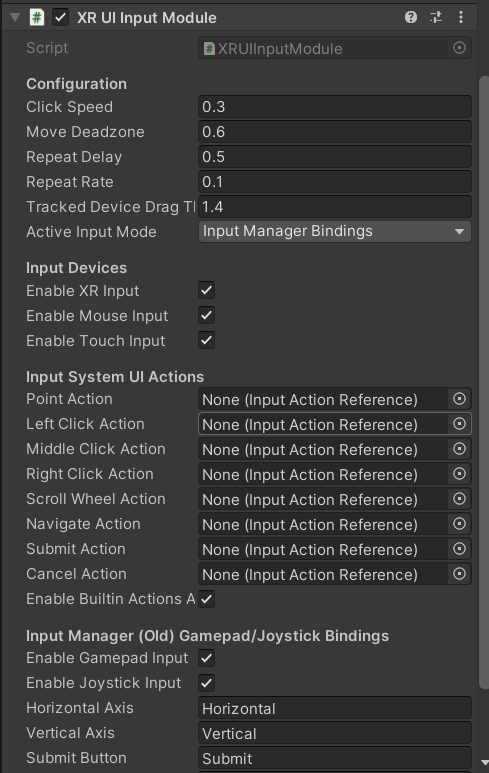 XR UI Input Module
Script XRUIInputModule
Configuration
Click Speed 0.3
Move Deadzone 0.6
Repeat Delay 0.5
Repeat Rate 0.1
Tracked Device Drag Tl 1.4
Active Input Mode Input Manager Bindings
Input Devices
Enable XR Input
Enable Mouse Input
Enable Touch Input
Input System UI Actions
Point Action None (Input Action Reference)
Left Click Action None (Input Action Reference)
Middle Click Action None (Input Action Reference)
Right Click Action None (Input Action Reference)
Scroll Wheel Action None (Input Action Reference)
Navigate Action None (Input Action Reference)
Submit Action None (Input Action Reference)
Cancel Action None (Input Action Reference)
Enable Builtin Actions A
Input Manager (Old) Gamepad/Joystick Bindings
Enable Gamepad Input
Enable Joystick Input
Horizontal Axis Horizontal
Vertical Axis Vertical
Submit Button Submit